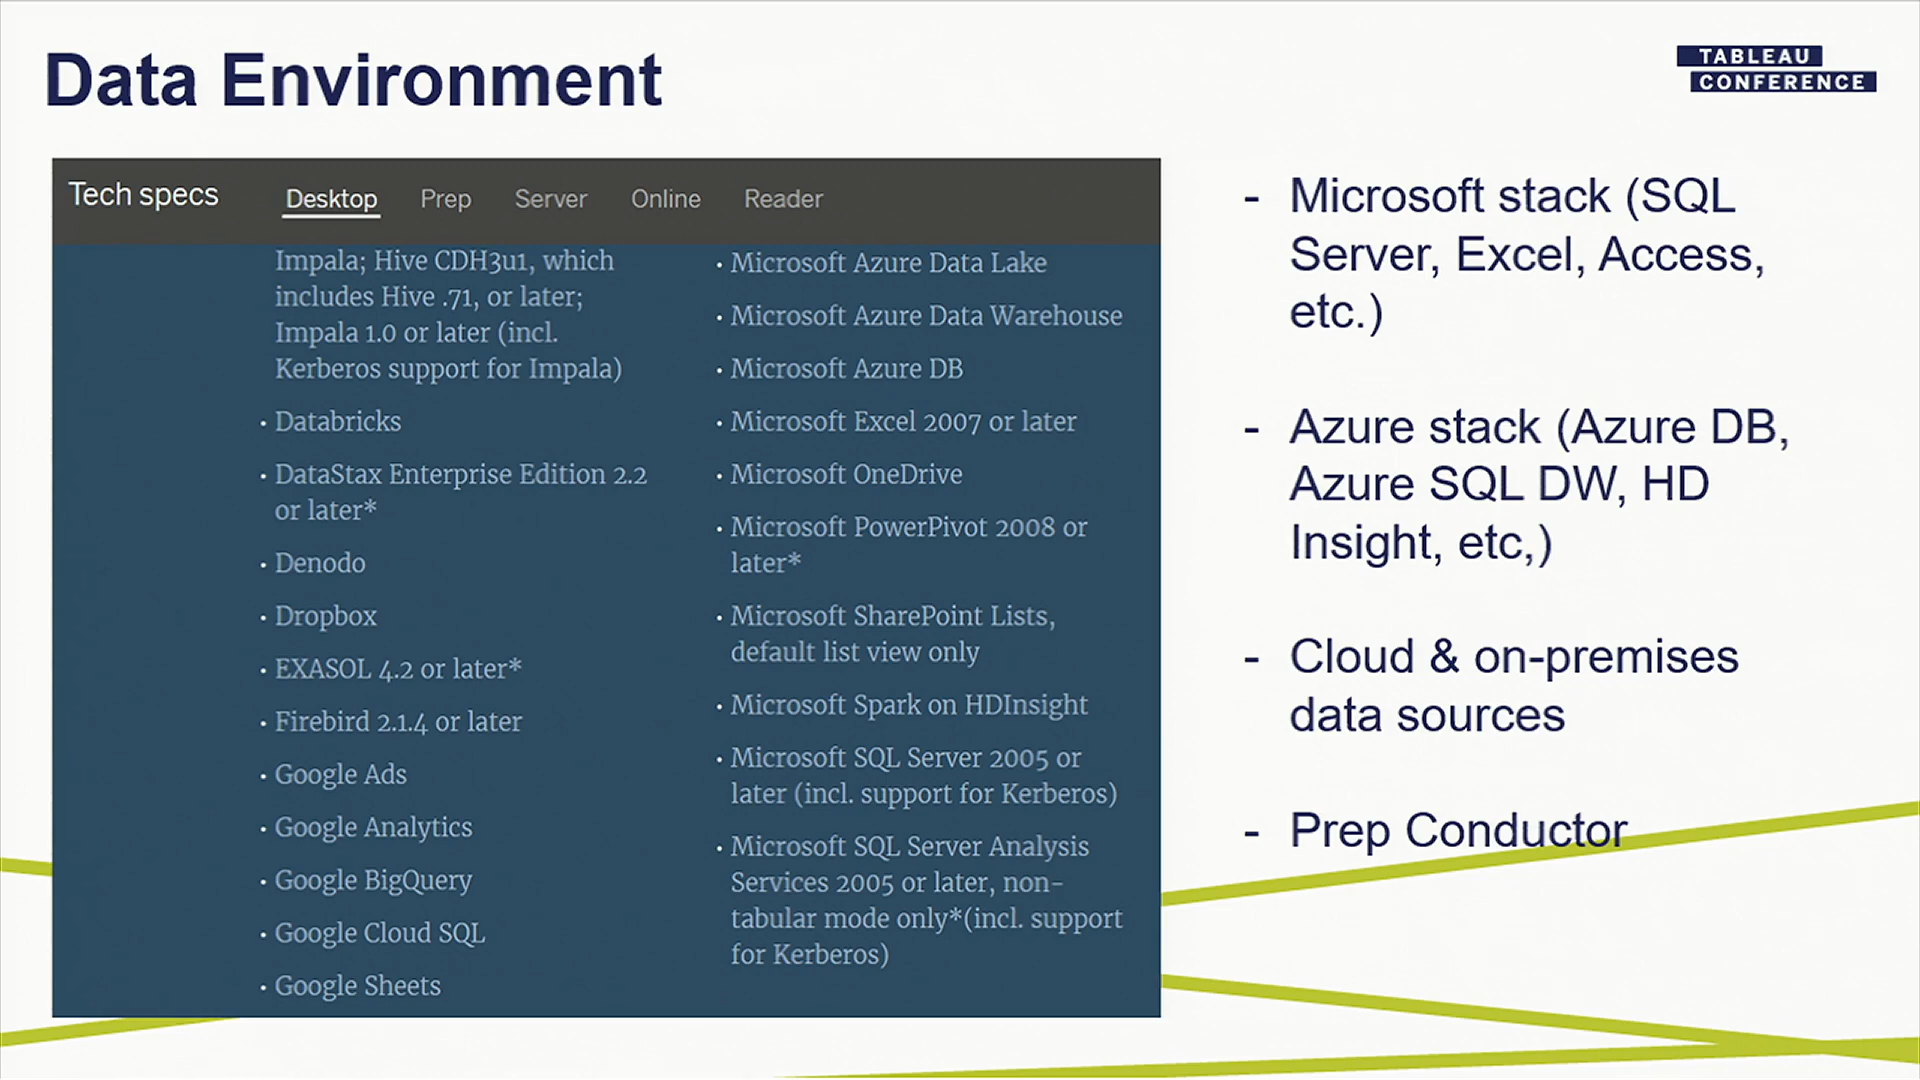 Data Environment
TABLEAU
CONFERENCE
Tech specs
Desktop
Prep
Server
Online
Reader
Impala; Hive CDH3u1, which
includes Hive .71, or later;
Impala 1.0 or later (incl.
Kerberos support for Impala)
• Databricks
• DataStax Enterprise Edition 2.2
or later*
• Denodo
• Dropbox
• EXASOL 4.2 or later*
• Firebird 2.1.4 or later
• Google Ads
• Google Analytics
• Google BigQuery
• Google Cloud SQL
• Google Sheets
• Microsoft Azure Data Lake
• Microsoft Azure Data Warehouse
• Microsoft Azure DB
• Microsoft Excel 2007 or later
• Microsoft OneDrive
• Microsoft PowerPivot 2008 or
later*
• Microsoft SharePoint Lists,
default list view only
• Microsoft Spark on HDInsight
• Microsoft SQL Server 2005 or
later (incl. support for Kerberos)
• Microsoft SQL Server Analysis
Services 2005 or later, non-
tabular mode only*(incl. support
for Kerberos)
- Microsoft stack (SQL
Server, Excel, Access,
etc.)
- Azure stack (Azure DB,
Azure SQL DW, HD
Insight, etc,)
- Cloud & on-premises
data sources
- Prep Conductor